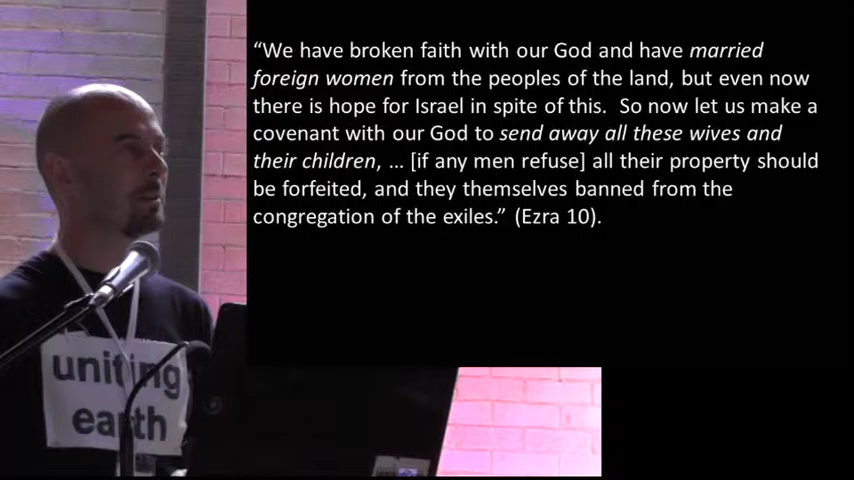 “We have broken faith with our God and have married
foreign women from the peoples of the land, but even now
there is hope for Israel in spite of this.  So now let us make a
covenant with our God to send away all these wives and
their children, ... [if any men refuse] all their property should
be forfeited, and they themselves banned from the
congregation of the exiles.” (Ezra 10).
uniting
earth